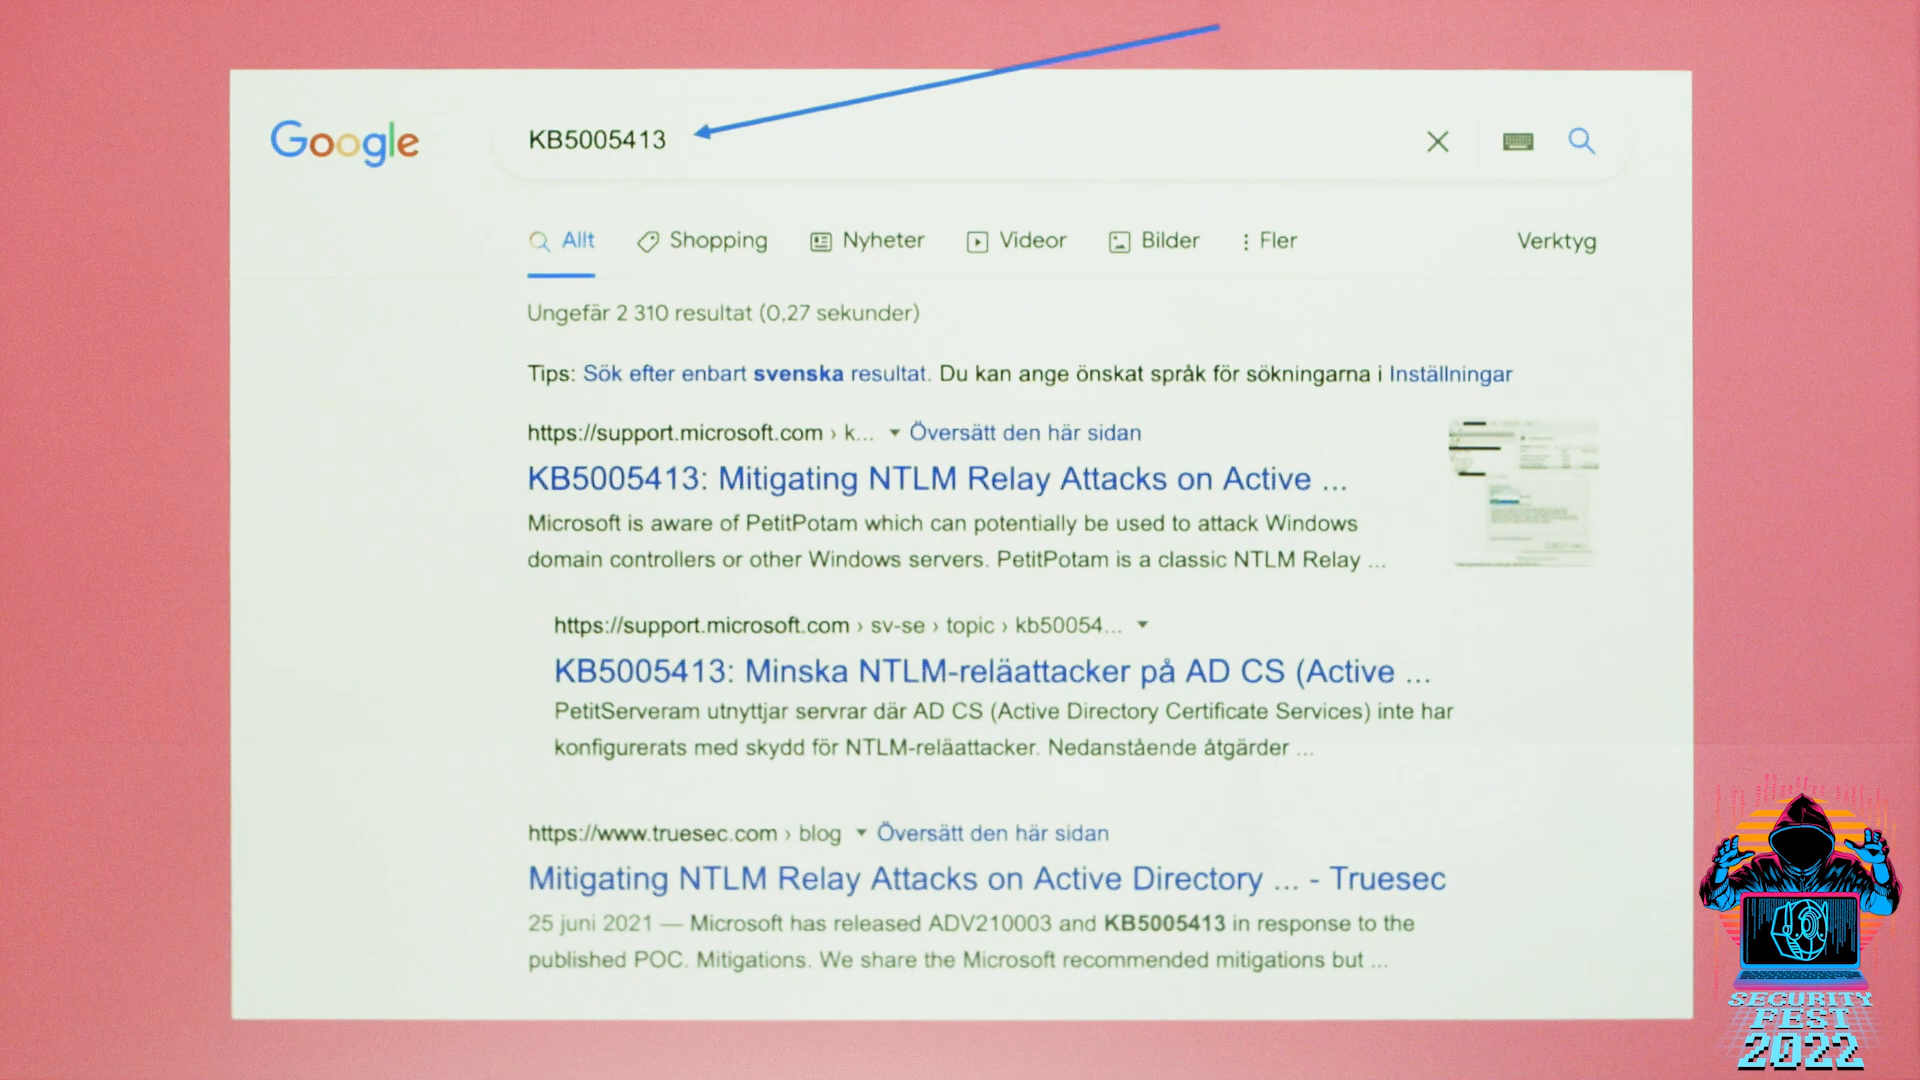 Google
KB5005413
Allt
Shopping
Nyheter
Videor
Bilder
Fler
Verktyg
Ungefär 2 310 resultat (0,27 sekunder)
Tips: Sök efter enbart svenska resultat. Du kan ange önskat språk för sökningarna i Inställningar
https://support.microsoft.com › k... Översätt den här sidan
KB5005413: Mitigating NTLM Relay Attacks on Active ...
Microsoft is aware of PetitPotam which can potentially be used to attack Windows
domain controllers or other Windows servers. PetitPotam is a classic NTLM Relay ...
https://support.microsoft.com › sv-se › topic › kb50054...
KB5005413: Minska NTLM-reläattacker på AD CS (Active ...
PetitServeram utnyttjar servrar där AD CS (Active Directory Certificate Services) inte har
konfigurerats med skydd för NTLM-reläattacker. Nedanstående åtgärder ...
https://www.truesec.com › blog Översätt den här sidan
Mitigating NTLM Relay Attacks on Active Directory ... - Truesec
25 juni 2021 — Microsoft has released ADV210003 and KB5005413 in response to the
published POC. Mitigations. We share the Microsoft recommended mitigations but ...
SECURITY
FEST
2022